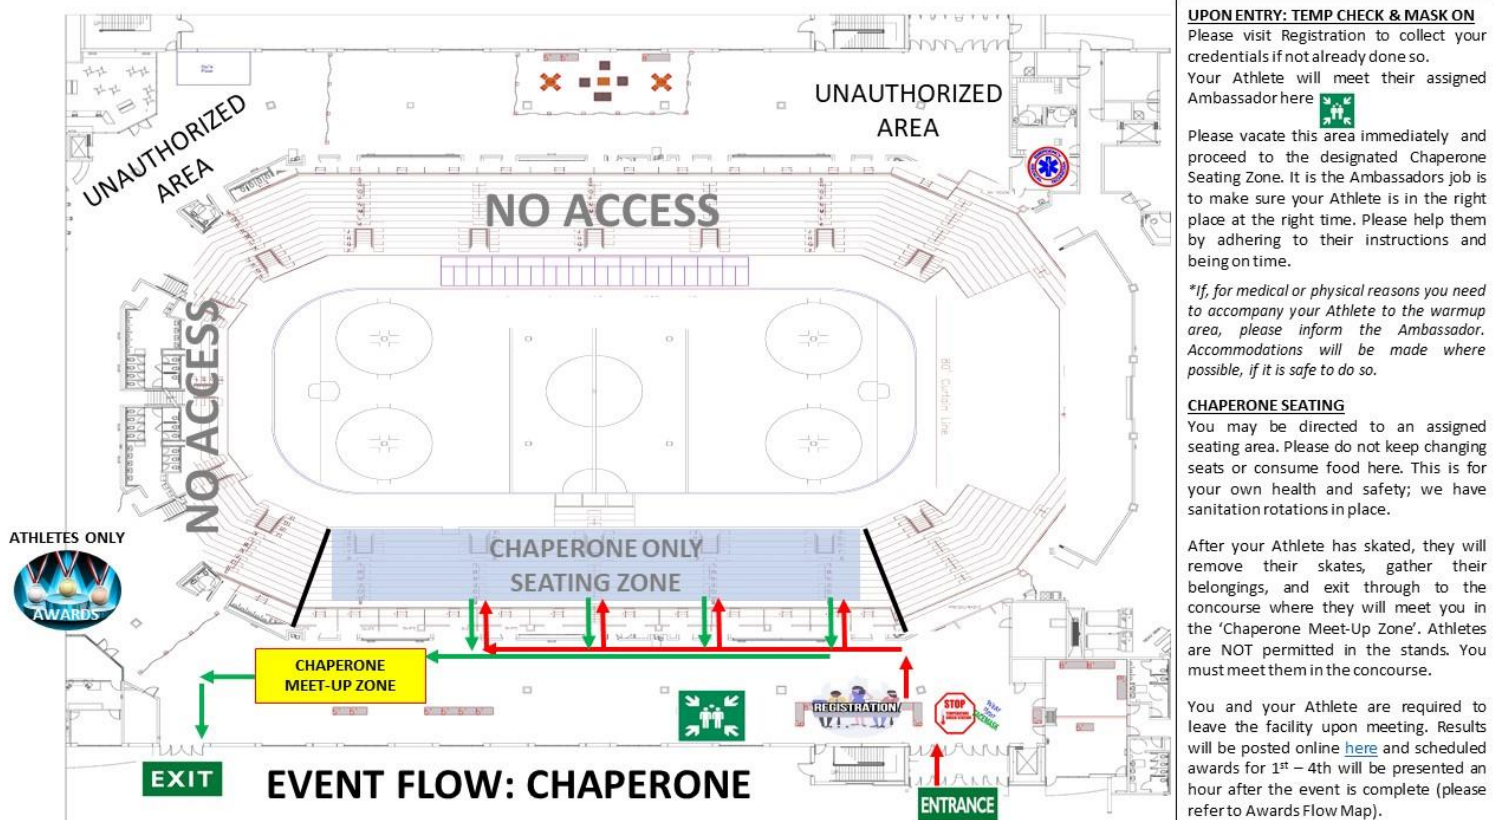 UNAUTHORIZED
AREA
UNAUTHORIZED
AREA
NO ACCESS
NO ACCESS
80' Curtain Line
ATHLETES ONLY
AWARDS
CHAPERONE ONLY
SEATING ZONE
CHAPERONE
MEET-UP ZONE
REGISTRATION
STOP
EXIT
EVENT FLOW: CHAPERONE
ENTRANCE
UPON ENTRY: TEMP CHECK & MASK ON
Please visit Registration to collect your
credentials if not already done so.
Your Athlete will meet their assigned
Ambassador here
Please vacate this area immediately and
proceed to the designated Chaperone
Seating Zone. It is the Ambassadors job is
to make sure your Athlete is in the right
place at the right time. Please help them
by adhering to their instructions and
being on time.
*If, for medical or physical reasons you need
to accompany your Athlete to the warmup
area, please inform the Ambassador.
Accommodations will be made where
possible, if it is safe to do so.
CHAPERONE SEATING
You may be directed to an assigned
seating area. Please do not keep changing
seats or consume food here. This is for
your own health and safety; we have
sanitation rotations in place.
After your Athlete has skated, they will
remove their skates, gather their
belongings, and exit through to the
concourse where they will meet you in
the ‘Chaperone Meet-Up Zone’. Athletes
are NOT permitted in the stands. You
must meet them in the concourse.
You and your Athlete are required to
leave the facility upon meeting. Results
will be posted online here and scheduled
awards for 1st – 4th will be presented an
hour after the event is complete (please
refer to Awards Flow Map).